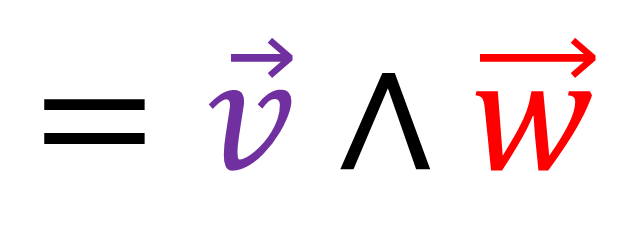 = v⃗ ∧ w⃗